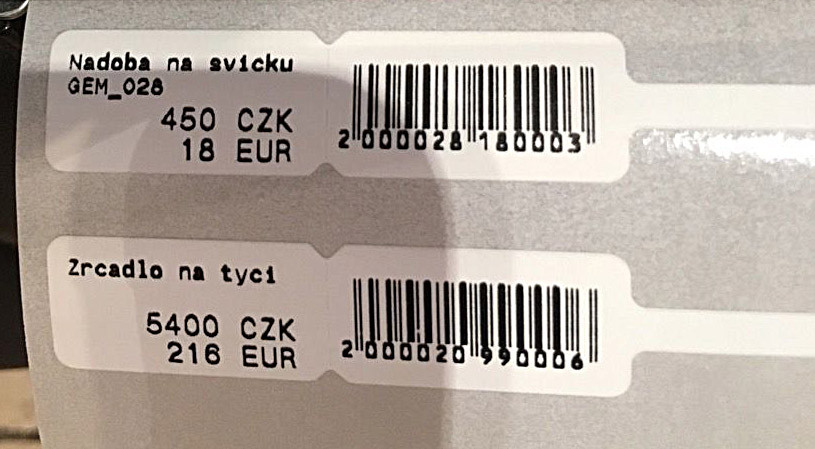 Nadoba na svicku
GEM_028
450 CZK
18 EUR
2 000028 180003
Zrcadlo na tyci
5400 CZK
216 EUR
2 000020 990006